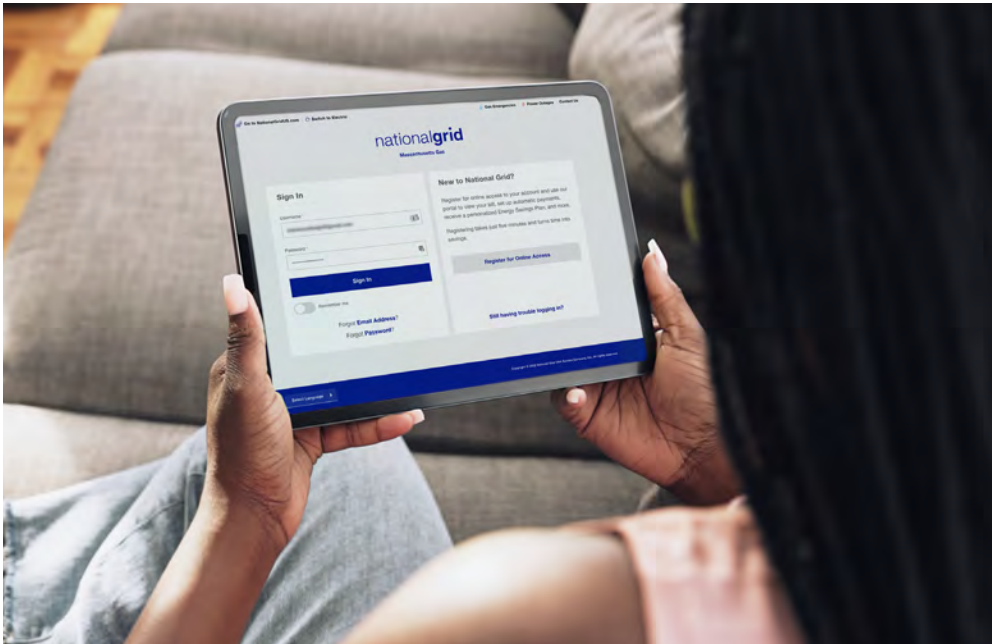 Go to NationalGridUS.com Switch to Electric
Gas Emergencies Power Outages Contact Us
nationalgrid
Massachusetts Gas
Sign In
Username
Password
Sign In
Remember me
Forgot Email Address?
Forgot Password?
New to National Grid?
Register for online access to your account and use our
portal to view your bill, set up automatic payments,
receive a personalized Energy Savings Plan, and more.
Registering takes just five minutes and turns time into
savings.
Register for Online Access
Still having trouble logging in?
Select Language